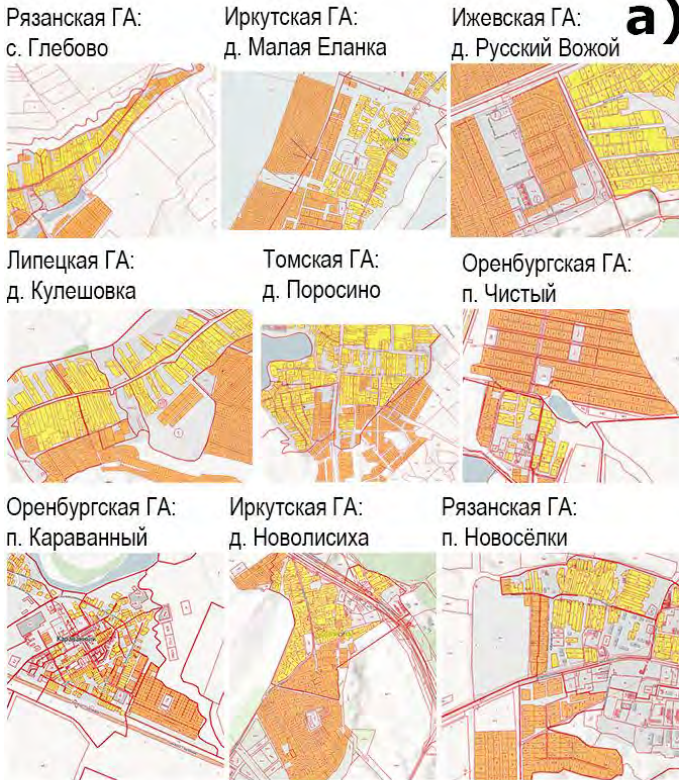 Рязанская ГА:
с. Глебово
Иркутская ГА:
д. Малая Еланка
Ижевская ГА:
д. Русский Вожой
а)
Липецкая ГА:
д. Кулешовка
Томская ГА:
д. Поросино
Оренбургская ГА:
п. Чистый
Оренбургская ГА:
п. Караванный
Иркутская ГА:
д. Новолисиха
Рязанская ГА:
п. Новосёлки
Караванный